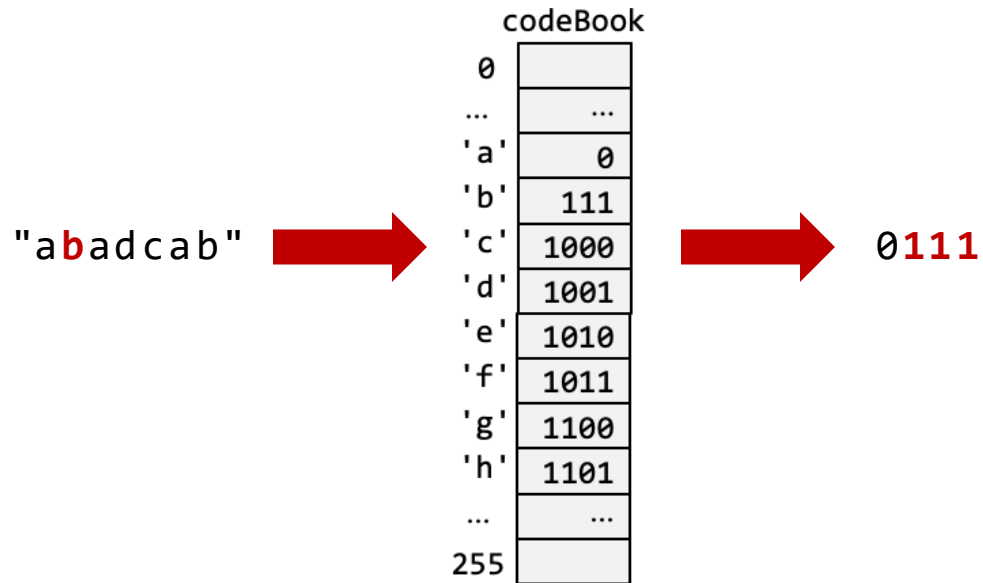 codeBook
0
... ...
'a' 0
'b' 111
"abadcab" 'c' 1000 0111
'd' 1001
'e' 1010
'f' 1011
'g' 1100
'h' 1101
... ...
255